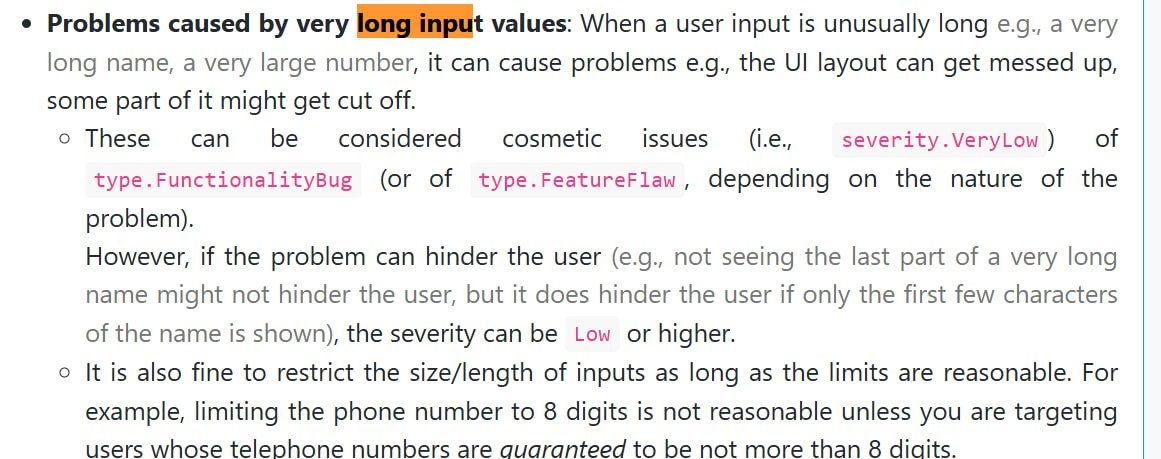 Problems caused by very long input values: When a user input is unusually long e.g., a very
long name, a very large number, it can cause problems e.g., the UI layout can get messed up,
some part of it might get cut off.
These can be considered cosmetic issues (i.e., severity.VeryLow) of
type.FunctionalityBug (or of type.FeatureFlaw, depending on the nature of the
problem).
However, if the problem can hinder the user (e.g., not seeing the last part of a very long
name might not hinder the user, but it does hinder the user if only the first few characters
of the name is shown), the severity can be Low or higher.
It is also fine to restrict the size/length of inputs as long as the limits are reasonable. For
example, limiting the phone number to 8 digits is not reasonable unless you are targeting
users whose telephone numbers are guaranteed to be not more than 8 digits.